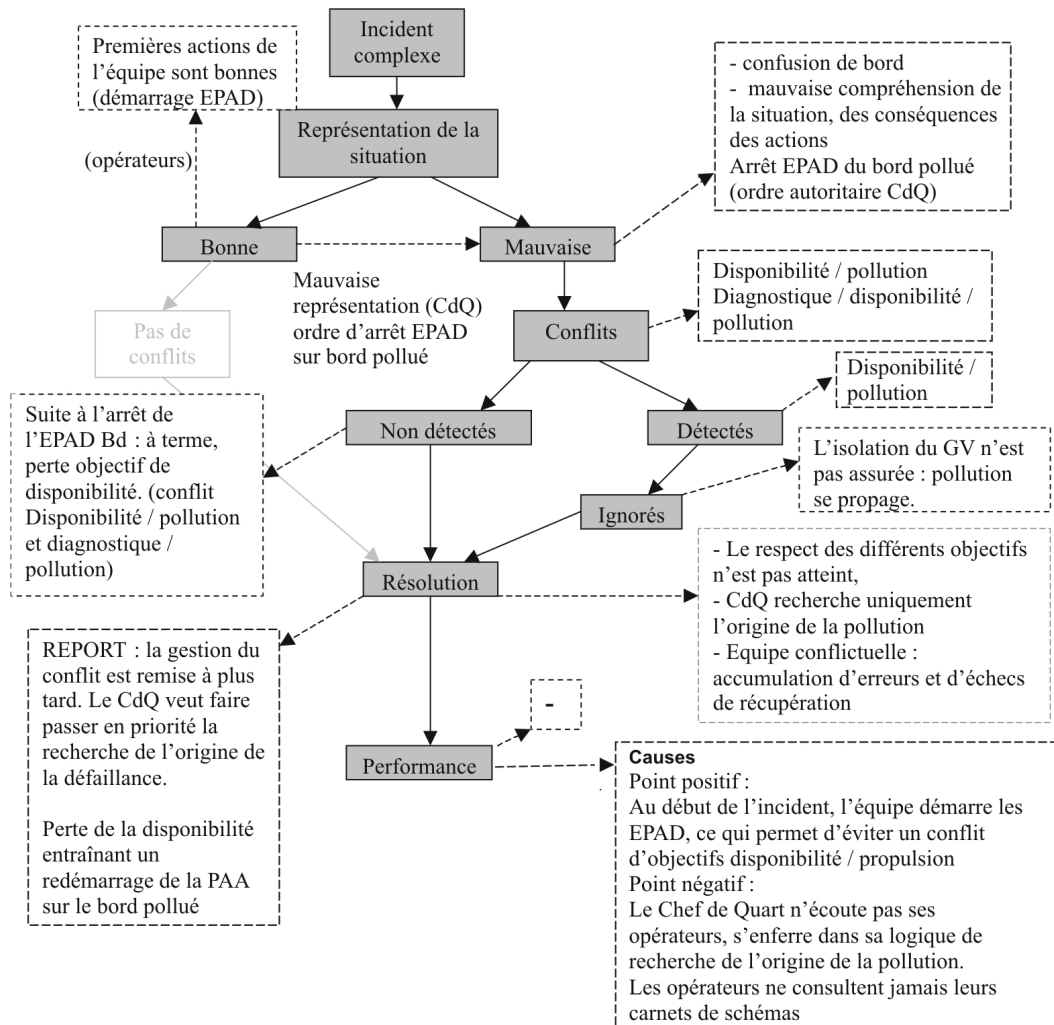 Incident
complexe
Premières actions de
l’équipe sont bonnes
(démarrage EPAD)
- confusion de bord
- mauvaise compréhension de
la situation, des conséquences
des actions
Arrêt EPAD du bord pollué
(ordre autoritaire CdQ)
Représentation de la
situation
(opérateurs)
Bonne
Mauvaise
Mauvaise
représentation (CdQ)
ordre d’arrêt EPAD
sur bord pollué
Disponibilité / pollution
Diagnostique / disponibilité /
pollution
Pas de
conflits
Conflits
Disponibilité /
pollution
Suite à l’arrêt de
l’EPAD Bd : à terme,
perte objectif de
disponibilité. (conflit
Disponibilité / pollution
et diagnostique /
pollution)
Non détectés
Détectés
L’isolation du GV n’est
pas assurée : pollution
se propage.
Ignorés
Résolution
- Le respect des différents objectifs
n’est pas atteint,
- CdQ recherche uniquement
l’origine de la pollution
- Equipe conflictuelle :
accumulation d’erreurs et d’échecs
de récupération
REPORT : la gestion du
conflit est remise à plus
tard. Le CdQ veut faire
passer en priorité la
recherche de l’origine de
la défaillance.
Perte de la disponibilité
entraînant un
redémarrage de la PAA
sur le bord pollué
-
Performance
Causes
Point positif :
Au début de l’incident, l’équipe démarre les
EPAD, ce qui permet d’éviter un conflit
d’objectifs disponibilité / propulsion
Point négatif :
Le Chef de Quart n’écoute pas ses
opérateurs, s’enferre dans sa logique de
recherche de l’origine de la pollution.
Les opérateurs ne consultent jamais leurs
carnets de schémas